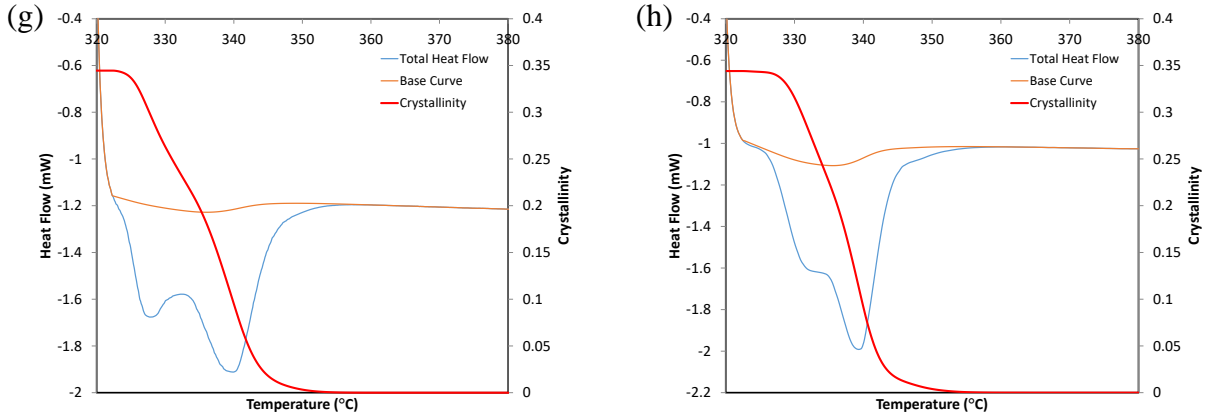 (g)
320 330 340 350 360 370 380
-0.4
-0.6
-0.8
-1
-1.2
-1.4
-1.6
-1.8
-2
Heat Flow (mW)
Total Heat Flow
Base Curve
Crystallinity
0.4
0.35
0.3
0.25
0.2
0.15
0.1
0.05
0
Crystallinity
Temperature (°C)
(h)
320 330 340 350 360 370 380
-0.4
-0.6
-0.8
-1
-1.2
-1.4
-1.6
-1.8
-2
-2.2
Heat Flow (mW)
Total Heat Flow
Base Curve
Crystallinity
0.4
0.35
0.3
0.25
0.2
0.15
0.1
0.05
0
Crystallinity
Temperature (°C)